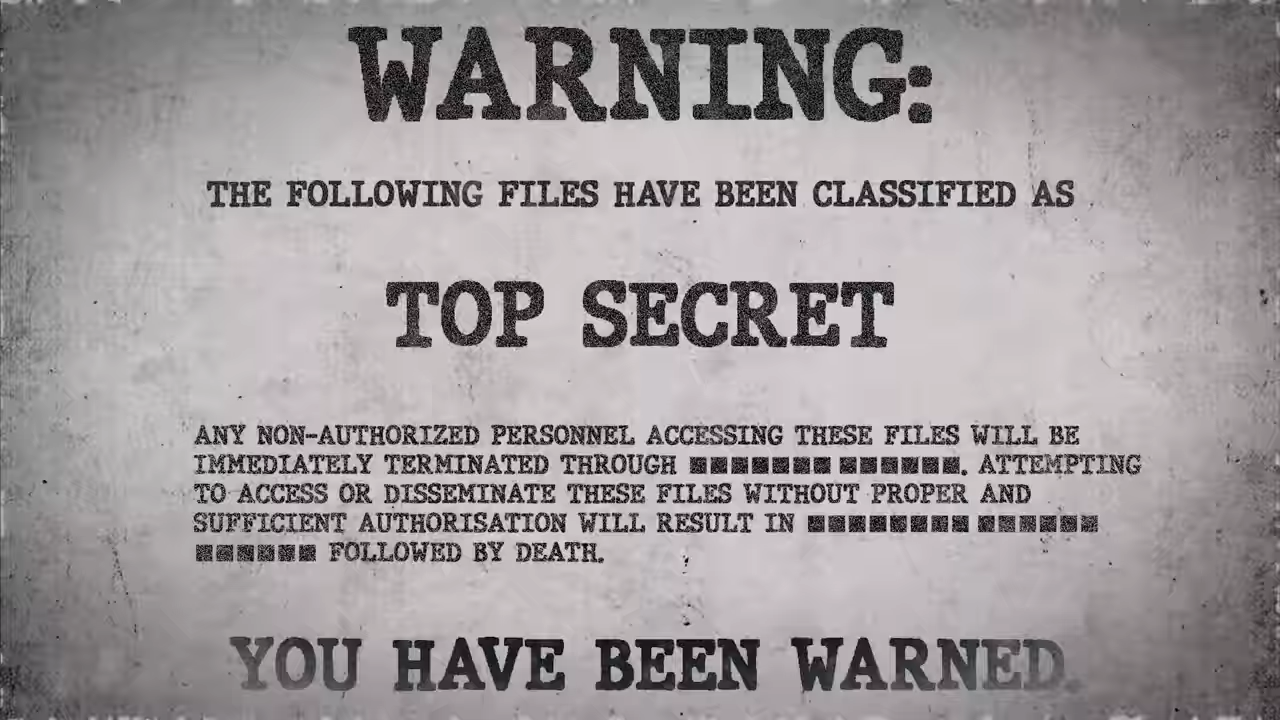 WARNING:
THE FOLLOWING FILES HAVE BEEN CLASSIFIED AS
TOP SECRET
ANY NON-AUTHORIZED PERSONNEL ACCESSING THESE FILES WILL BE
IMMEDIATELY TERMINATED THROUGH ■■■■■■■■■■ ■■■■■■■■■. ATTEMPTING
TO ACCESS OR DISSEMINATE THESE FILES WITHOUT PROPER AND
SUFFICIENT AUTHORISATION WILL RESULT IN ■■■■■■■■■■■■ ■■■■■■■■■
■■■■■■■■■ FOLLOWED BY DEATH.
YOU HAVE BEEN WARNED.